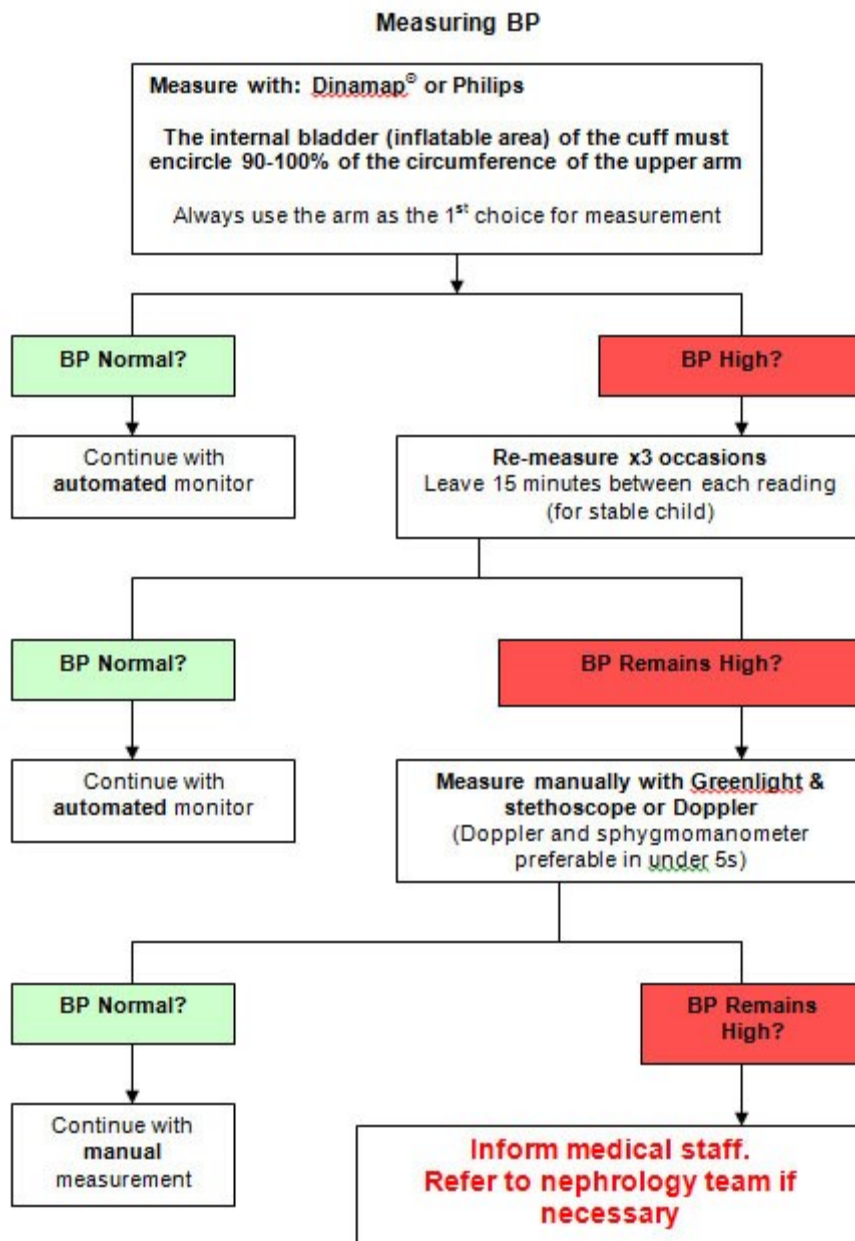 Measuring BP
Measure with: Dinamap® or Philips
The internal bladder (inflatable area) of the cuff must
encircle 90-100% of the circumference of the upper arm
Always use the arm as the 1st choice for measurement
BP Normal?
BP High?
Continue with
automated monitor
Re-measure x3 occasions
Leave 15 minutes between each reading
(for stable child)
BP Normal?
BP Remains High?
Continue with
automated monitor
Measure manually with Greenlight &
stethoscope or Doppler
(Doppler and sphygmomanometer
preferable in under 5s)
BP Normal?
BP Remains
High?
Continue with
manual
measurement
Inform medical staff.
Refer to nephrology team if
necessary